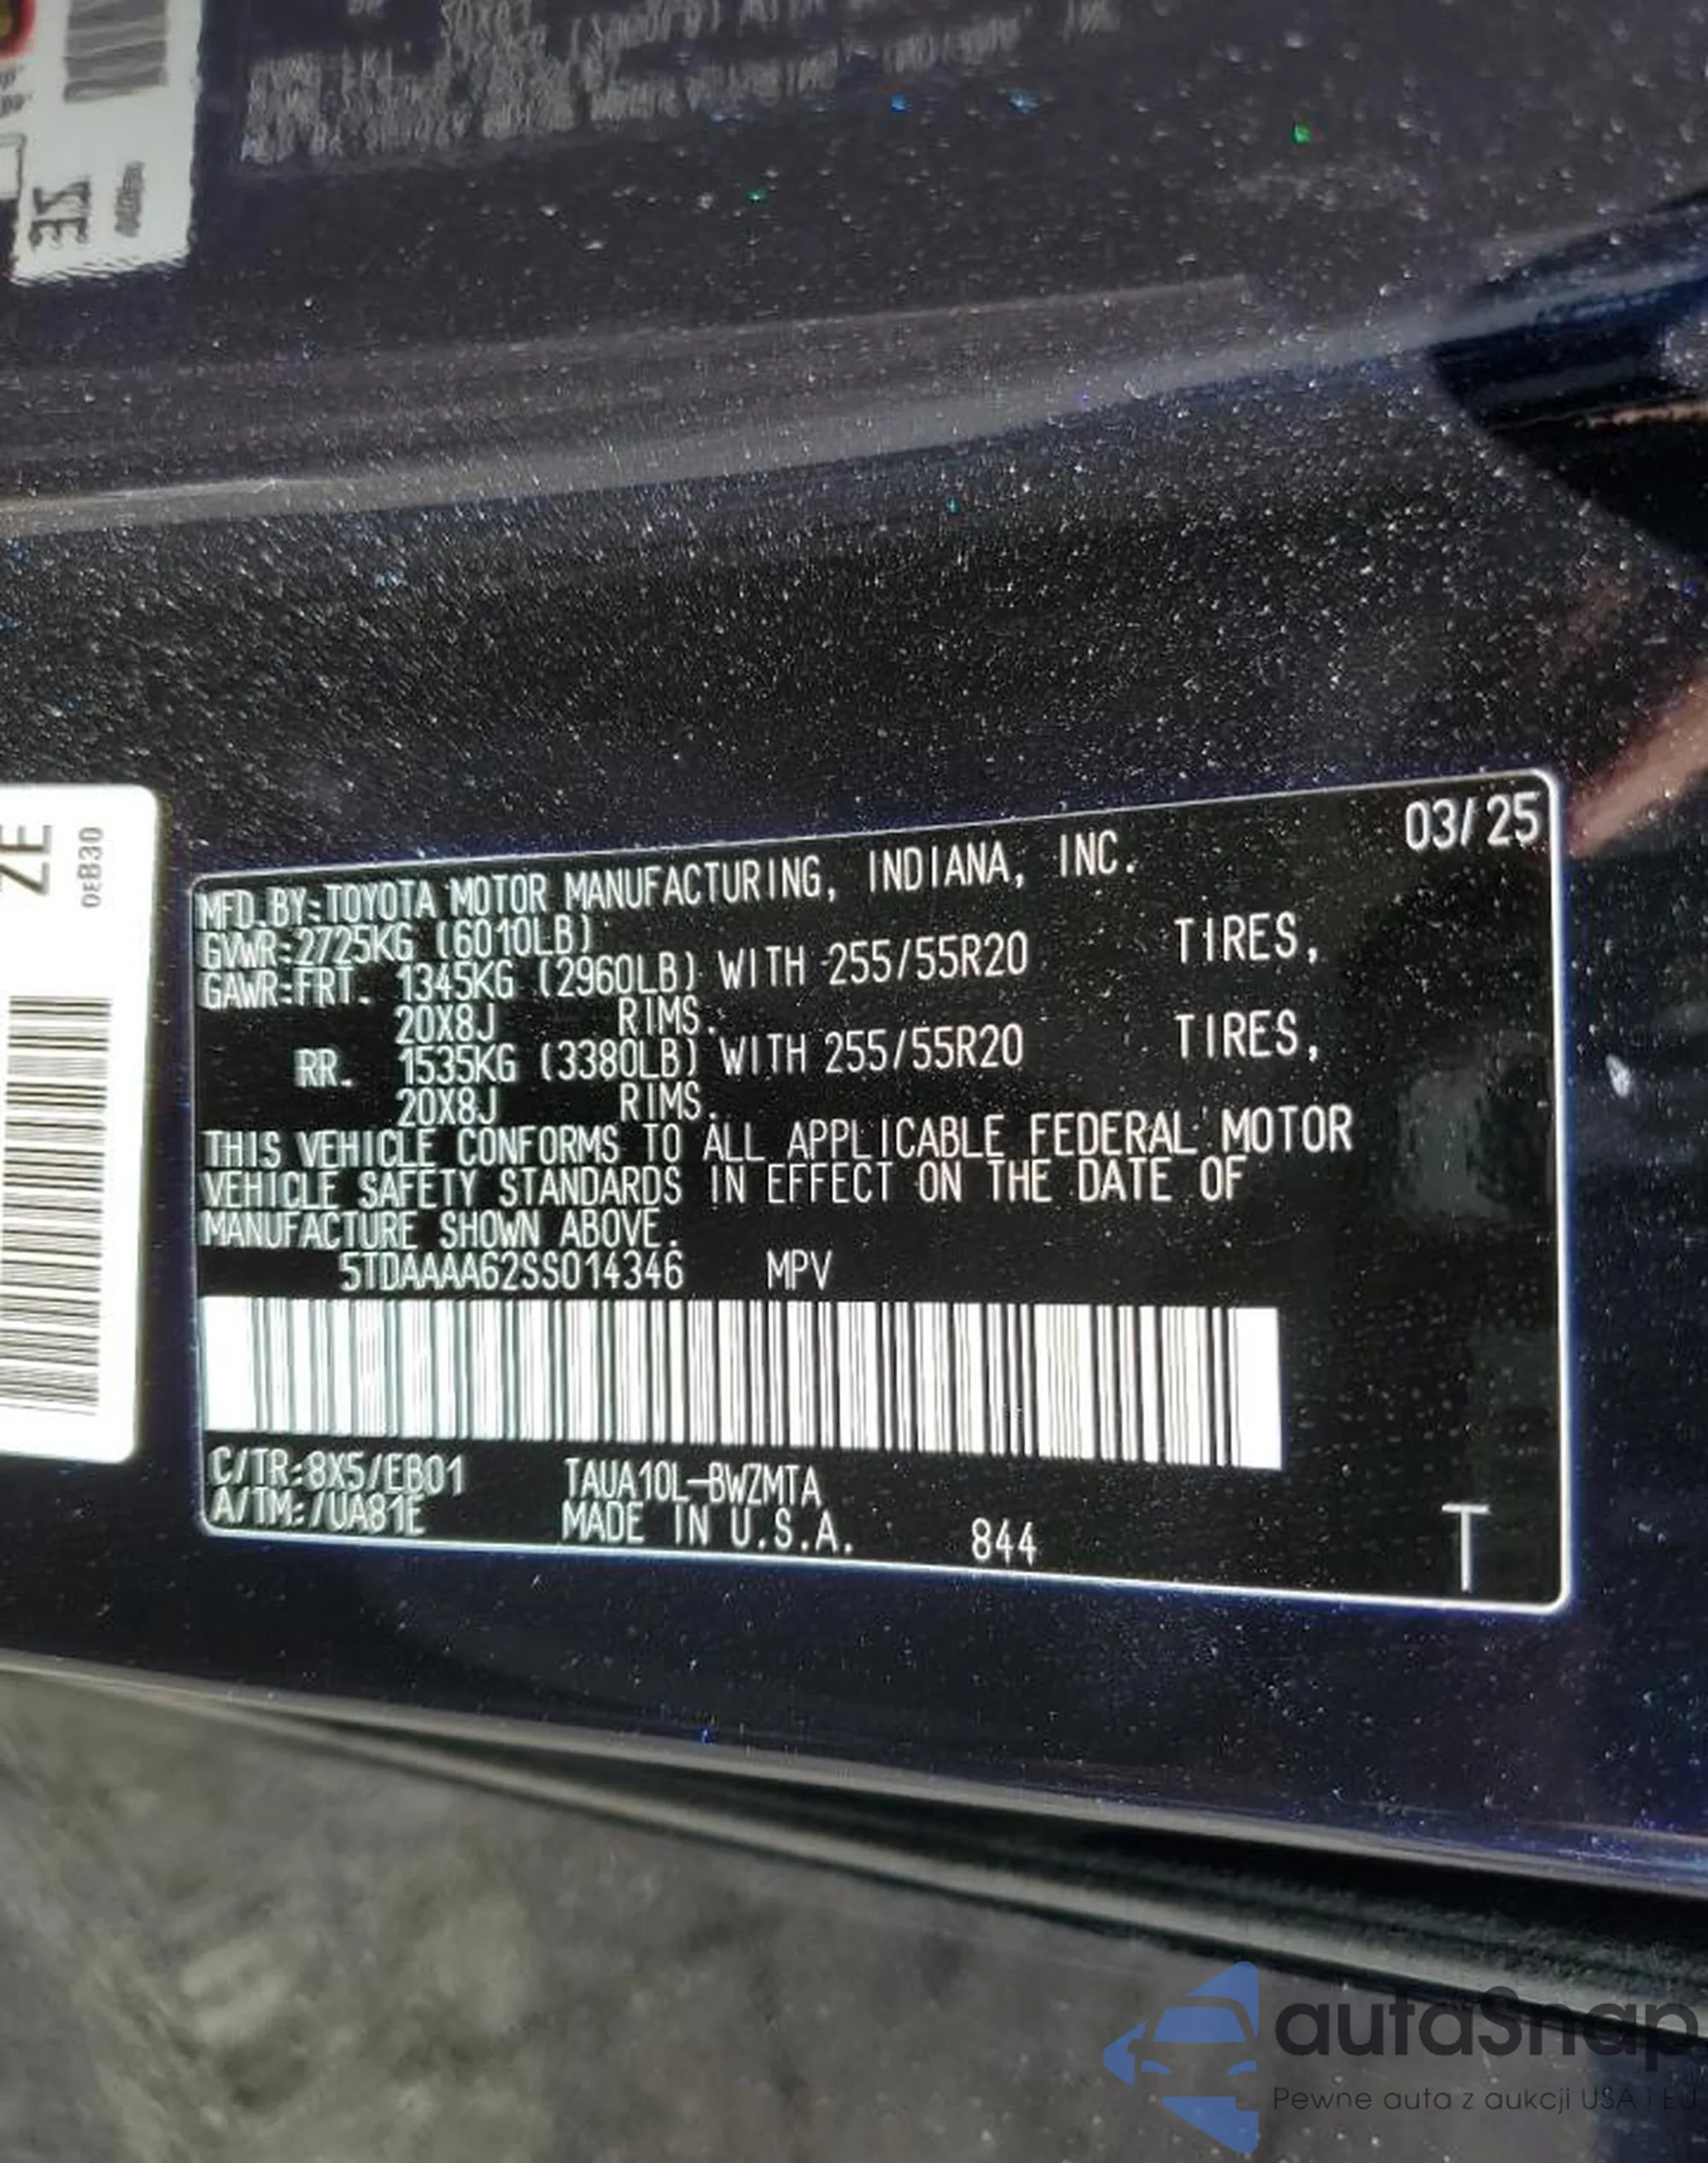 ZE
0EB30
03/25
MFD.BY:TOYOTA MOTOR MANUFACTURING, INDIANA, INC.
GVWR:2725KG (6010LB)
GAWR:FRT. 1345KG (2960LB) WITH 255/55R20 TIRES,
20X8J RIMS.
RR. 1535KG (3380LB) WITH 255/55R20 TIRES,
20X8J RIMS.
THIS VEHICLE CONFORMS TO ALL APPLICABLE FEDERAL MOTOR
VEHICLE SAFETY STANDARDS IN EFFECT ON THE DATE OF
MANUFACTURE SHOWN ABOVE.
5TDAAAA62SS014346 MPV
C/TR:8X5/EB01 TAUA10L-BWZMTA
A/TM:/UA81E MADE IN U.S.A. 844 T
autaSnap
Pewne auta z aukcji USA i EU